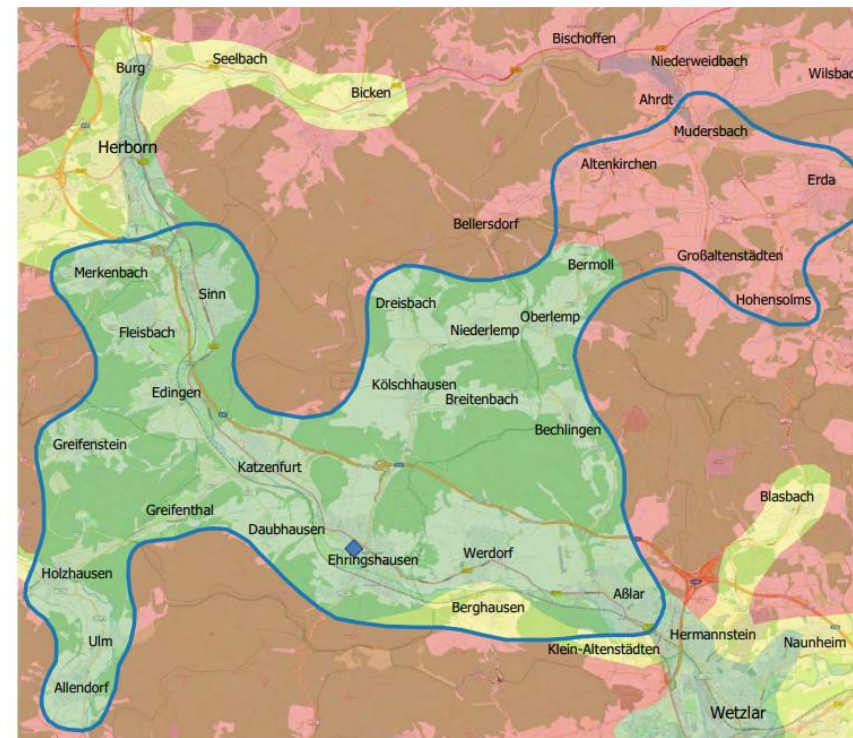 Bischoffen
Seelbach
Niederweidbach
Burg
Wilsbac
Bicken
Ahrdt
Mudersbach
Herborn
Altenkirchen
Erda
Bellersdorf
Großaltenstädten
Bermoll
Merkenbach
Sinn
Hohensolms
Dreisbach
Oberlemp
Niederlemp
Fleisbach
Kölschhausen
Edingen
Breitenbach
Bechlingen
Greifenstein
Katzenfurt
Blasbach
Greifenthal
Daubhausen
Werdorf
Ehringshausen
Holzhausen
Aßlar
Berghausen
Hermannstein
Ulm
Naunheim
Klein-Altenstädten
Allendorf
Wetzlar